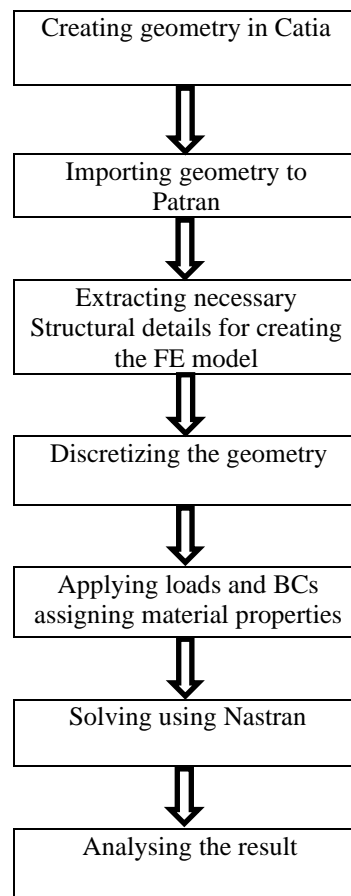 Creating geometry in Catia
Importing geometry to
Patran
Extracting necessary
Structural details for creating
the FE model
Discretizing the geometry
Applying loads and BCs
assigning material properties
Solving using Nastran
Analysing the result